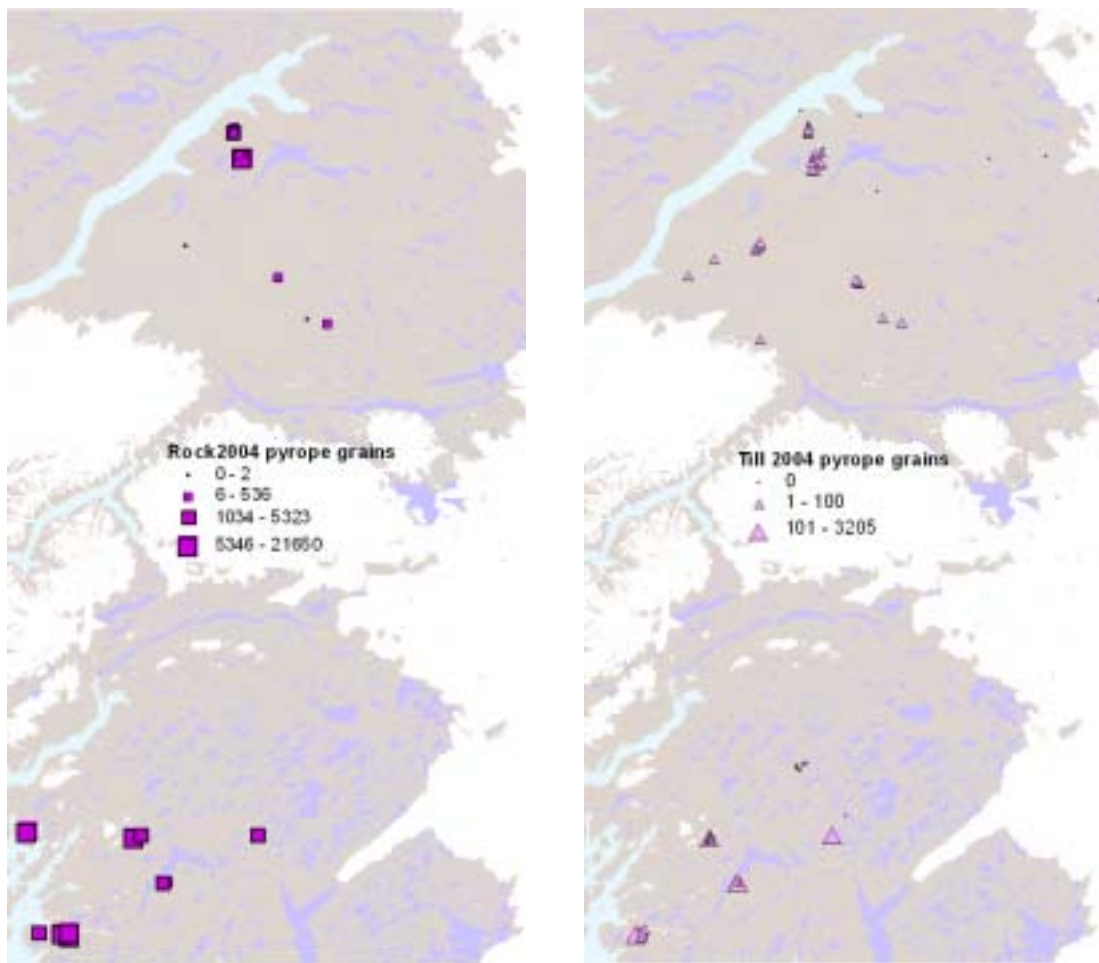 Rock2004 pyrope grains
0 - 2
6 - 536
1034 - 5323
5346 - 21650
Till 2004 pyrope grains
0
1 - 100
101 - 3205